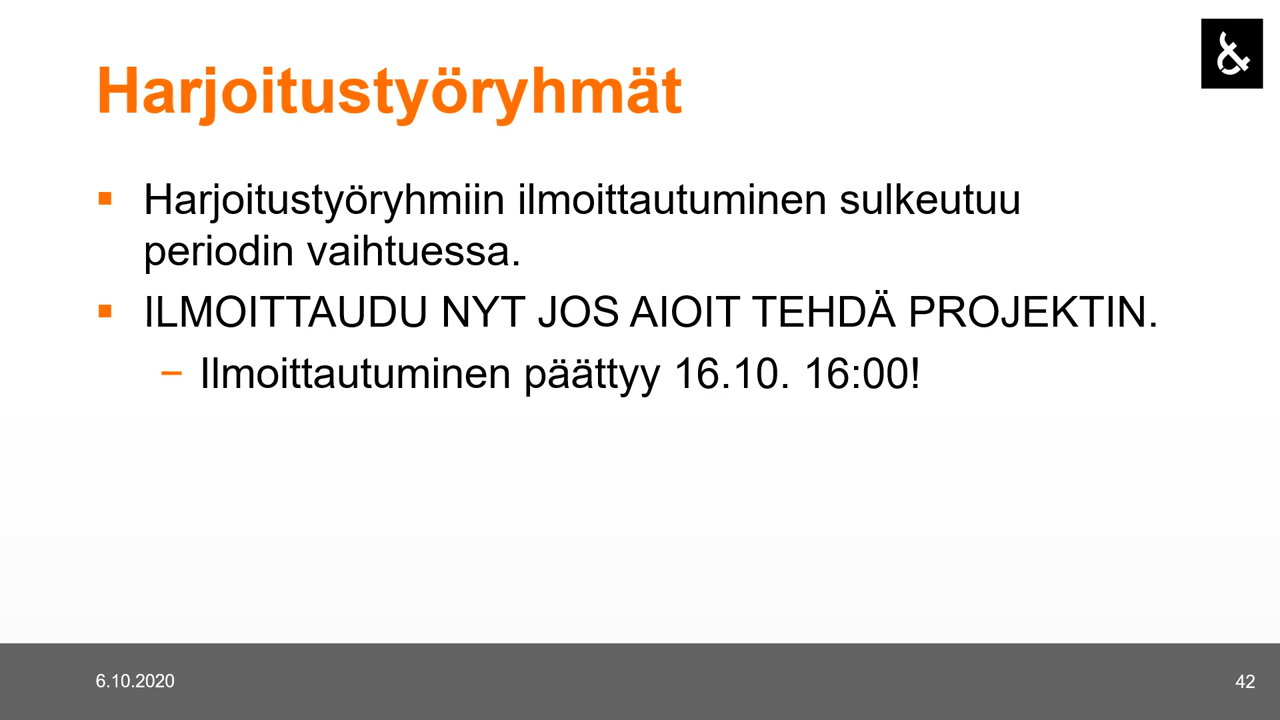 Harjoitustyöryhmät
Harjoitustyöryhmiin ilmoittautuminen sulkeutuu
periodin vaihtuessa.
ILMOITTAUDU NYT JOS AIOIT TEHDÄ PROJEKTIN.
− Ilmoittautuminen päättyy 16.10. 16:00!
6.10.2020
42